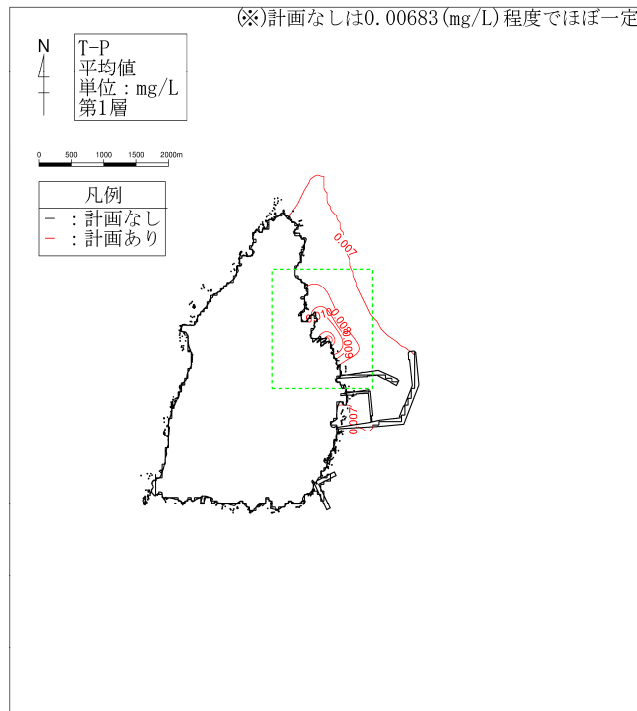 (※)計画なしは0.00683(mg/L)程度でほぼ一定
N
T-P
平均値
単位：mg/L
第1層
0 500 1000 1500 2000m
凡例
－ ：計画なし
－ ：計画あり
0.007
0.008
0.009
0.007